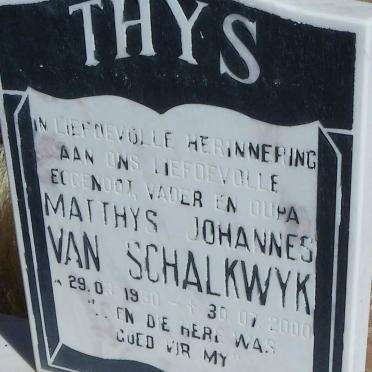 THYS
IN LIEFDEVOLLE HERINNERING
AAN ONS LIEFDEVOLLE
EGGENOOT, VADER EN OUPA
MATTHYS JOHANNES
VAN SCHALKWYK
29.0 1930 - + 30.07.2000
EN DIE HERE WAS
GOED VIR MY